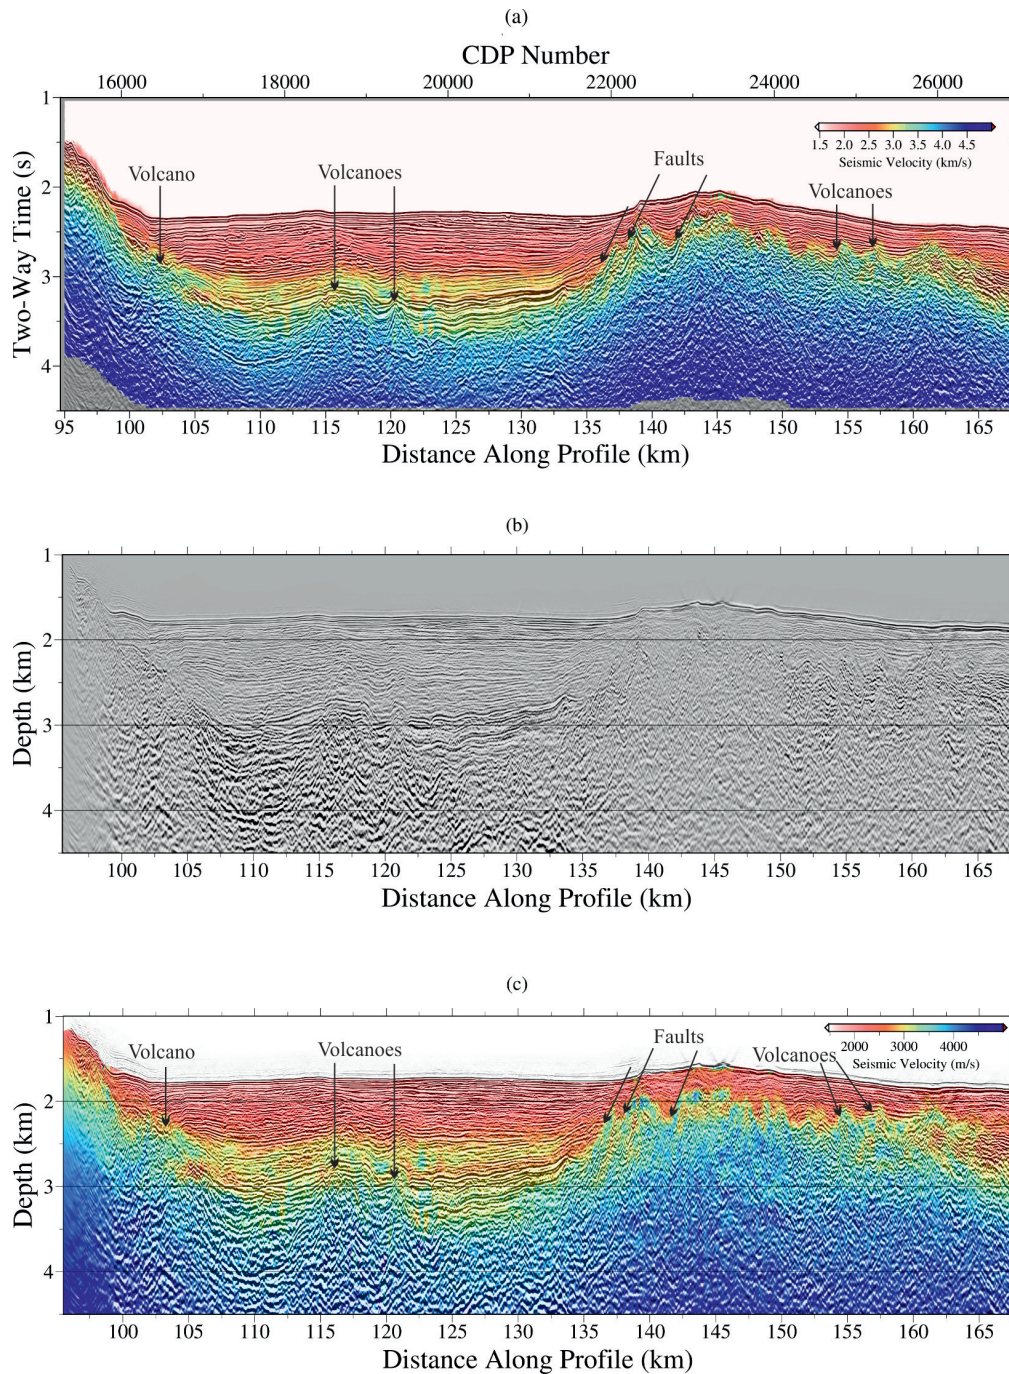 (a)
CDP Number
16000 18000 20000 22000 24000 26000
1
2
3
4
Two-Way Time (s)
Volcano
Volcanoes
Faults
Volcanoes
1.5 2.0 2.5 3.0 3.5 4.0 4.5
Seismic Velocity (km/s)
95 100 105 110 115 120 125 130 135 140 145 150 155 160 165
Distance Along Profile (km)
(b)
1
2
3
4
Depth (km)
100 105 110 115 120 125 130 135 140 145 150 155 160 165
Distance Along Profile (km)
(c)
1
2
3
4
Depth (km)
Volcano
Volcanoes
Faults
Volcanoes
2000 3000 4000
Seismic Velocity (m/s)
100 105 110 115 120 125 130 135 140 145 150 155 160 165
Distance Along Profile (km)